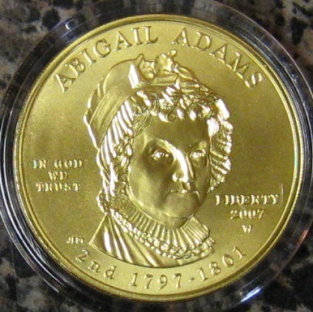 ABIGAIL ADAMS
IN GOD
WE
TRUST
LIBERTY
2007
W
2nd 1797-1801